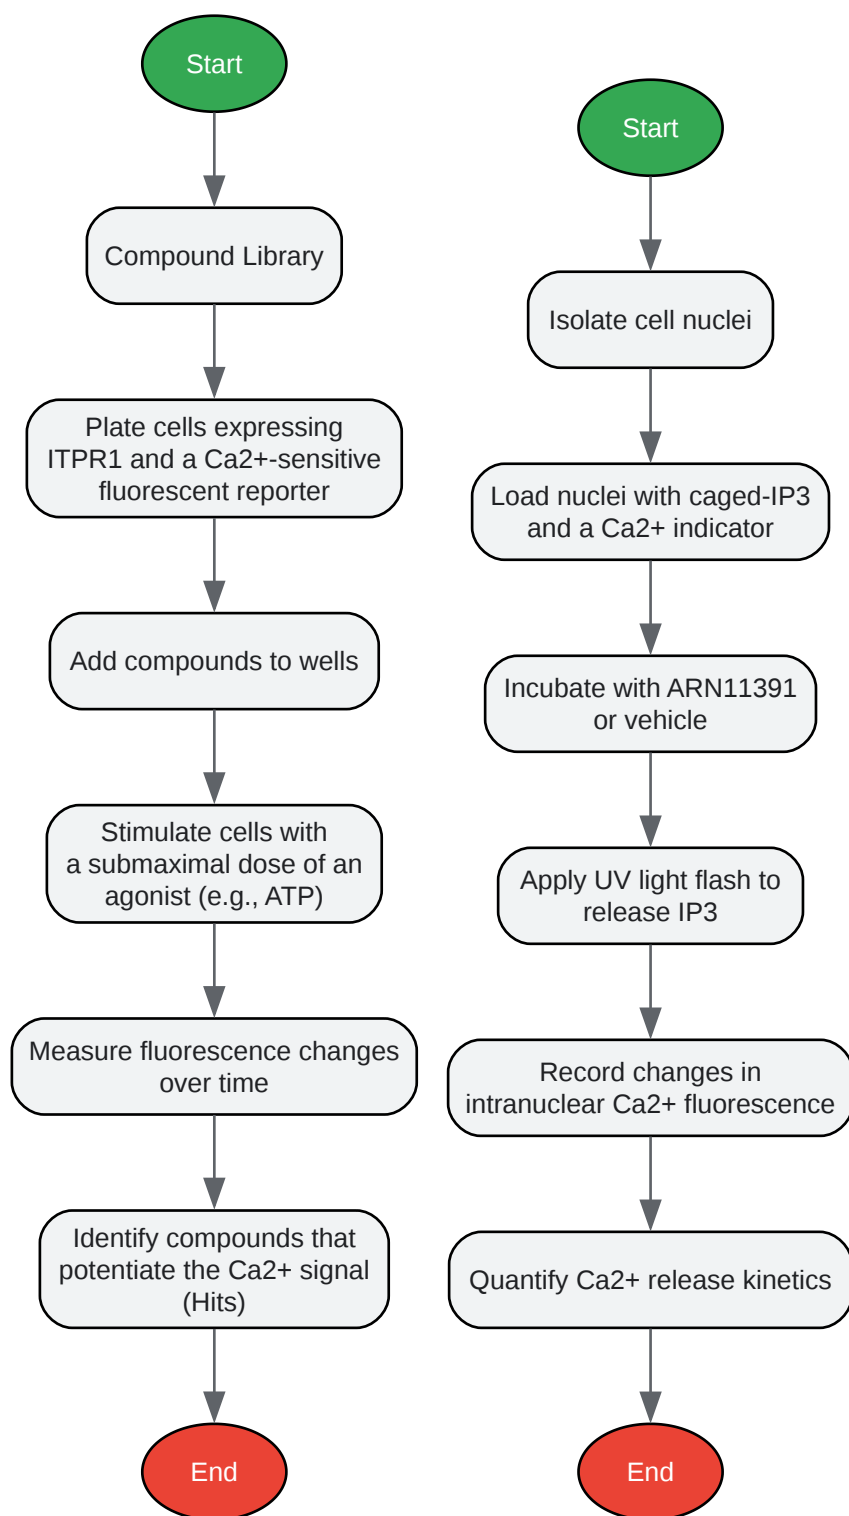 Start
Compound Library
Plate cells expressing
ITPR1 and a Ca2+-sensitive
fluorescent reporter
Add compounds to wells
Stimulate cells with
a submaximal dose of an
agonist (e.g., ATP)
Measure fluorescence changes
over time
Identify compounds that
potentiate the Ca2+ signal
(Hits)
End
Start
Isolate cell nuclei
Load nuclei with caged-IP3
and a Ca2+ indicator
Incubate with ARN11391
or vehicle
Apply UV light flash to
release IP3
Record changes in
intranuclear Ca2+ fluorescence
Quantify Ca2+ release kinetics
End